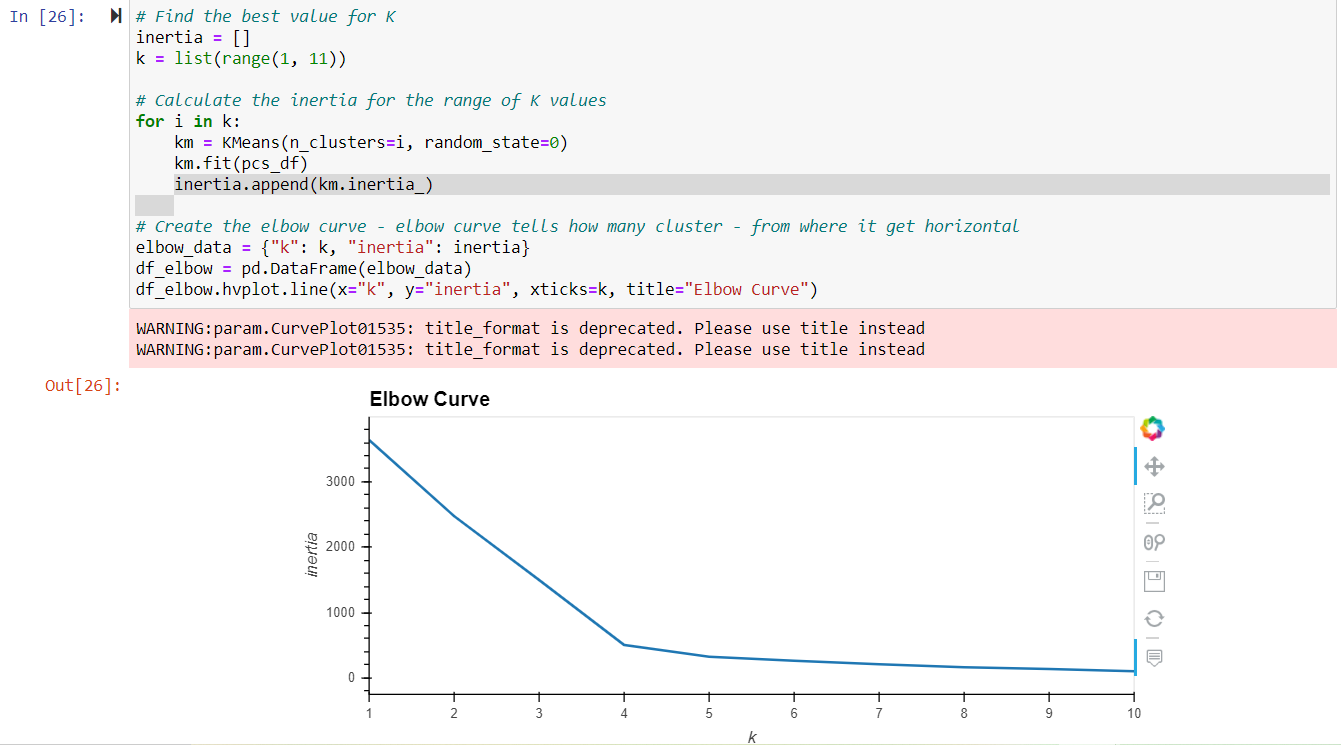 In [26]:
# Find the best value for K
inertia = []
k = list(range(1, 11))
# Calculate the inertia for the range of K values
for i in k:
    km = KMeans(n_clusters=i, random_state=0)
    km.fit(pcs_df)
    inertia.append(km.inertia_)
# Create the elbow curve - elbow curve tells how many cluster - from where it get horizontal
elbow_data = {"k": k, "inertia": inertia}
df_elbow = pd.DataFrame(elbow_data)
df_elbow.hvplot.line(x="k", y="inertia", xticks=k, title="Elbow Curve")
WARNING:param.CurvePlot01535: title_format is deprecated. Please use title instead
WARNING:param.CurvePlot01535: title_format is deprecated. Please use title instead
Out[26]:
Elbow Curve
3000
2000
1000
0
inertia
1 2 3 4 5 6 7 8 9 10
k